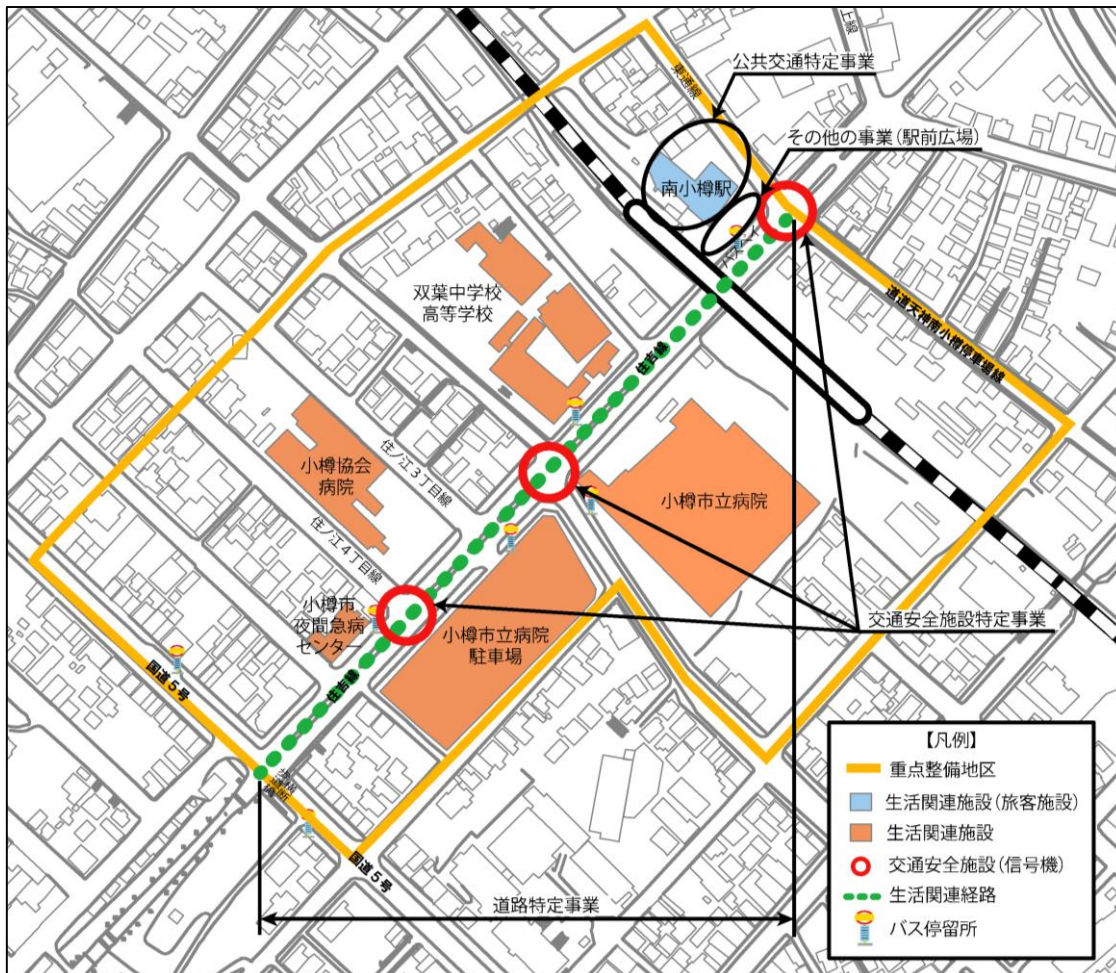 上線
公共交通特定事業
東通線
その他の事業(駅前広場)
南小樽駅
双葉中学校
高等学校
住吉線
道道天神南小樽停車場線
小樽協会
病院
住ノ江3丁目線
小樽市立病院
住ノ江4丁目線
小樽市
夜間急病
センター
小樽市立病院
駐車場
交通安全施設特定事業
国道5号
住吉線
国道5号
道路特定事業
【凡例】
重点整備地区
生活関連施設(旅客施設)
生活関連施設
交通安全施設(信号機)
生活関連経路
バス停留所